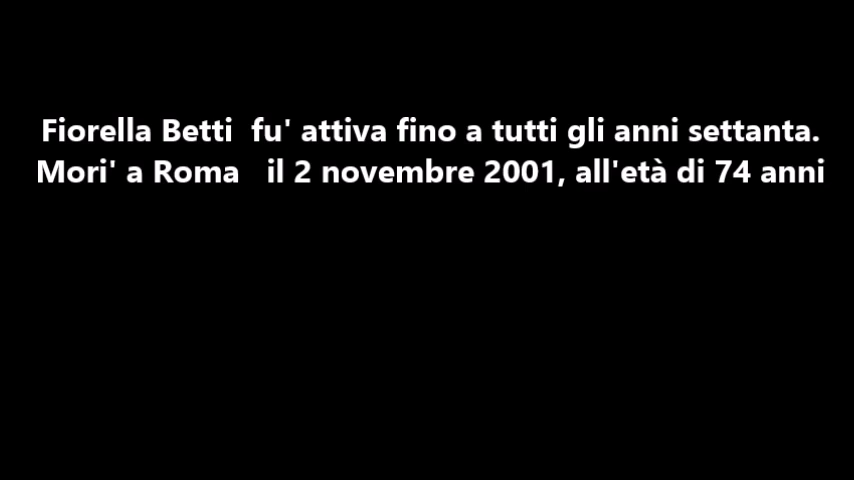 Fiorella Betti fu' attiva fino a tutti gli anni settanta.
Mori' a Roma il 2 novembre 2001, all'età di 74 anni